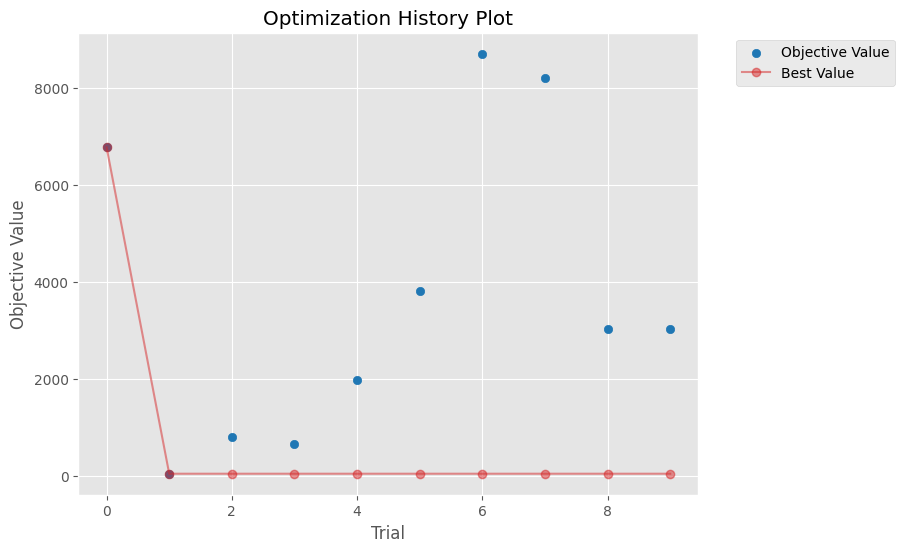 Optimization History Plot
Objective Value
Best Value
8000
6000
4000
2000
0
Objective Value
0 2 4 6 8
Trial